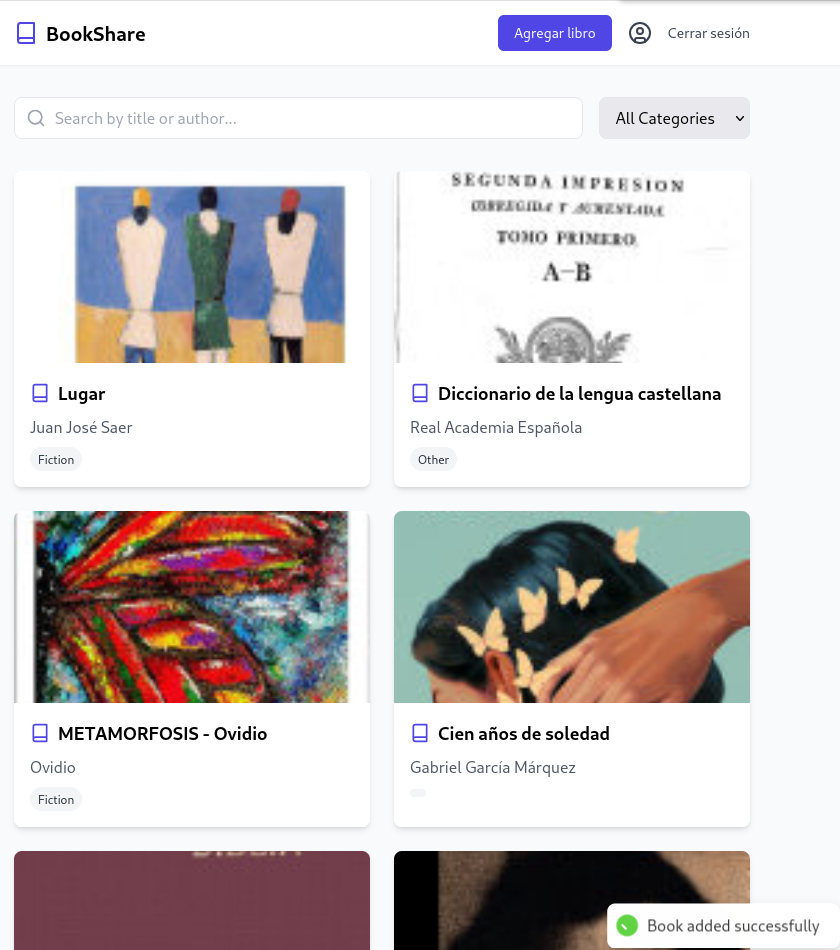 BookShare
Agregar libro
Cerrar sesión
Search by title or author...
All Categories
SEGUNDA IMPRESION
CORREGIDA Y AUMENTADA
TOMO PRIMERO
A–B
Lugar
Juan José Saer
Fiction
Diccionario de la lengua castellana
Real Academia Española
Other
METAMORFOSIS - Ovidio
Ovidio
Fiction
Cien años de soledad
Gabriel García Márquez
Book added successfully